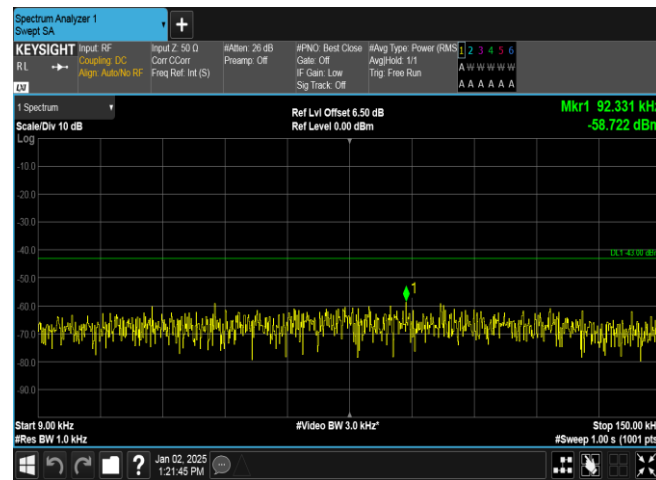 Spectrum Analyzer 1
Swept SA
+
KEYSIGHT
RL
LXI
Input: RF
Coupling: DC
Align: Auto/No RF
Input Z: 50 Ω
Corr CCorr
Freq Ref: Int (S)
#Atten: 26 dB
Preamp: Off
#PNO: Best Close
Gate: Off
IF Gain: Low
Sig Track: Off
#Avg Type: Power (RMS
Avg|Hold: 1/1
Trig: Free Run
1 2 3 4 5 6
A W W W W W
A A A A A A
1 Spectrum
Scale/Div 10 dB
Log
Ref Lvl Offset 6.50 dB
Ref Level 0.00 dBm
Mkr1 92.331 kHz
-58.722 dBm
-10.0
-20.0
-30.0
-40.0
DL1 -43.00 dBm
-50.0
1
-60.0
-70.0
-80.0
-90.0
Start 9.00 kHz
#Video BW 3.0 kHz*
Stop 150.00 kHz
#Res BW 1.0 kHz
#Sweep 1.00 s (1001 pts
?
Jan 02, 2025
1:21:45 PM